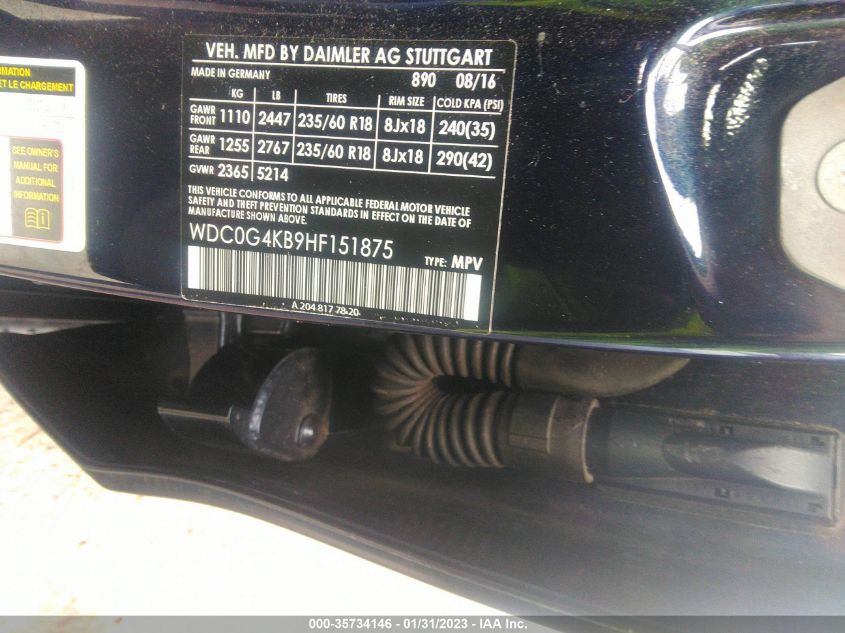 VEH. MFD BY DAIMLER AG STUTTGART
MADE IN GERMANY 890 08/16
KG LB TIRES RIM SIZE COLD KPA (PSI)
GAWR FRONT 1110 2447 235/60 R18 8Jx18 240(35)
GAWR REAR 1255 2767 235/60 R18 8Jx18 290(42)
GVWR 2365 5214
THIS VEHICLE CONFORMS TO ALL APPLICABLE FEDERAL MOTOR VEHICLE
SAFETY AND THEFT PREVENTION STANDARDS IN EFFECT ON THE DATE
OF MANUFACTURE SHOWN ABOVE.
WDC0G4KB9HF151875
TYPE: MPV
A 204 817 78 20
ET LE CHARGEMENT
SEE OWNER'S
MANUAL FOR
ADDITIONAL
INFORMATION
000-35734146 - 01/31/2023 - IAA Inc.